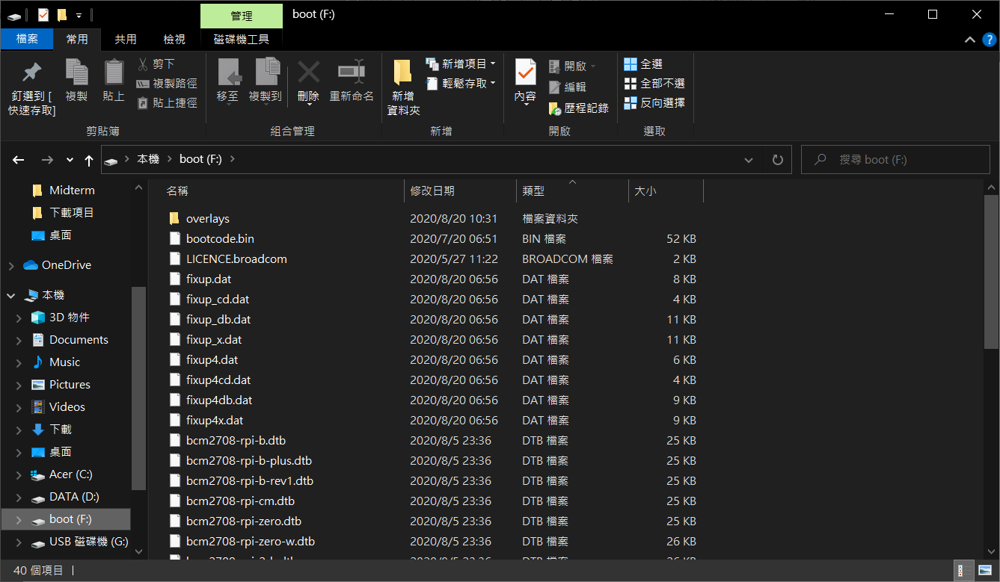 管理
boot (F:)
檔案
常用
共用
檢視
磁碟機工具
釘選到 [
快速存取]
複製
貼上
剪下
複製路徑
貼上捷徑
剪貼簿
移至
複製到
刪除
重新命名
組合管理
新增
資料夾
新增項目
輕鬆存取
新增
內容
開啟
編輯
歷程記錄
開啟
全選
全部不選
反向選擇
選取
本機 boot (F:)
搜尋 boot (F:)
Midterm
下載項目
桌面
OneDrive
本機
3D 物件
Documents
Music
Pictures
Videos
下載
桌面
Acer (C:)
DATA (D:)
boot (F:)
USB 磁碟機 (G:)
名稱 修改日期 類型 大小
overlays 2020/8/20 10:31 檔案資料夾
bootcode.bin 2020/7/20 06:51 BIN 檔案 52 KB
LICENCE.broadcom 2020/5/27 11:22 BROADCOM 檔案 2 KB
fixup.dat 2020/8/20 06:56 DAT 檔案 8 KB
fixup_cd.dat 2020/8/20 06:56 DAT 檔案 4 KB
fixup_db.dat 2020/8/20 06:56 DAT 檔案 11 KB
fixup_x.dat 2020/8/20 06:56 DAT 檔案 11 KB
fixup4.dat 2020/8/20 06:56 DAT 檔案 6 KB
fixup4cd.dat 2020/8/20 06:56 DAT 檔案 4 KB
fixup4db.dat 2020/8/20 06:56 DAT 檔案 9 KB
fixup4x.dat 2020/8/20 06:56 DAT 檔案 9 KB
bcm2708-rpi-b.dtb 2020/8/5 23:36 DTB 檔案 25 KB
bcm2708-rpi-b-plus.dtb 2020/8/5 23:36 DTB 檔案 25 KB
bcm2708-rpi-b-rev1.dtb 2020/8/5 23:36 DTB 檔案 25 KB
bcm2708-rpi-cm.dtb 2020/8/5 23:36 DTB 檔案 25 KB
bcm2708-rpi-zero.dtb 2020/8/5 23:36 DTB 檔案 25 KB
bcm2708-rpi-zero-w.dtb 2020/8/5 23:36 DTB 檔案 26 KB
40 個項目